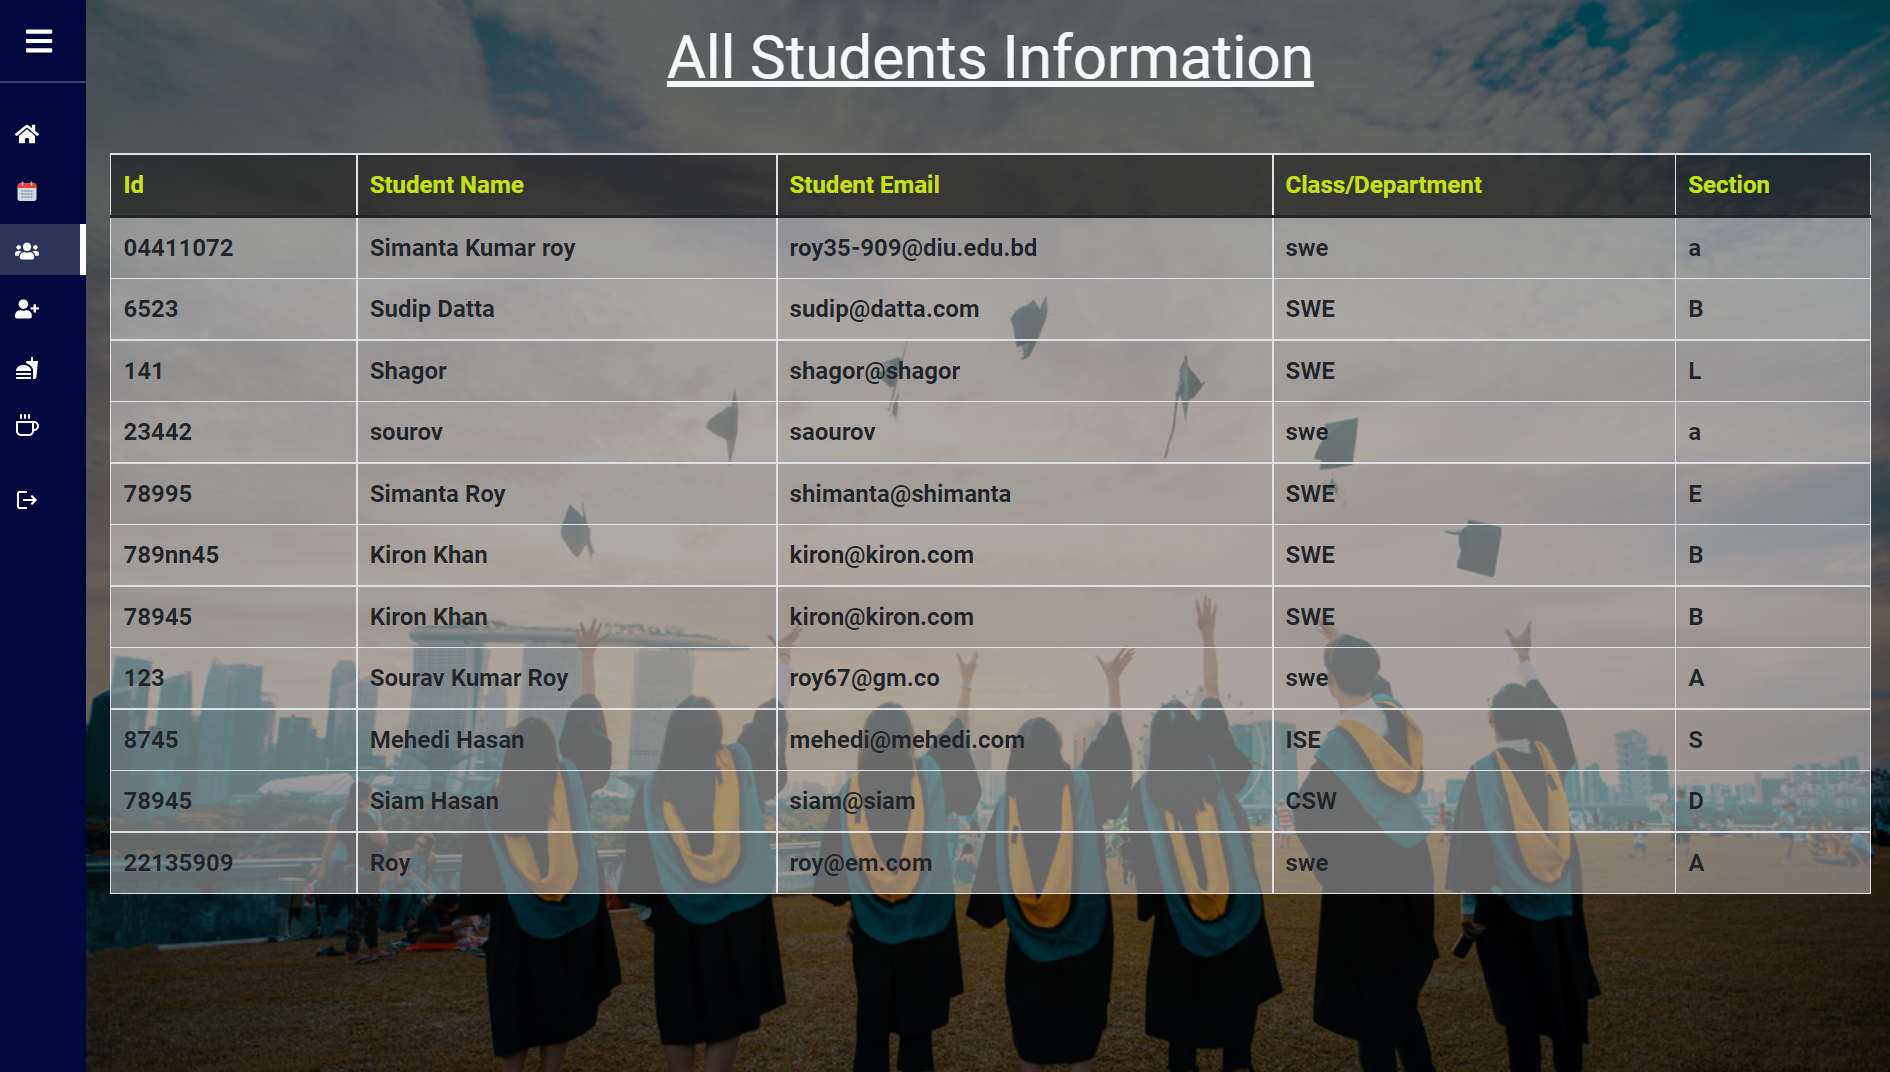 All Students Information
Id Student Name Student Email Class/Department Section
04411072 Simanta Kumar roy roy35-909@diu.edu.bd swe a
6523 Sudip Datta sudip@datta.com SWE B
141 Shagor shagor@shagor SWE L
23442 sourov saourov swe a
78995 Simanta Roy shimanta@shimanta SWE E
789nn45 Kiron Khan kiron@kiron.com SWE B
78945 Kiron Khan kiron@kiron.com SWE B
123 Sourav Kumar Roy roy67@gm.co swe A
8745 Mehedi Hasan mehedi@mehedi.com ISE S
78945 Siam Hasan siam@siam CSW D
22135909 Roy roy@em.com swe A